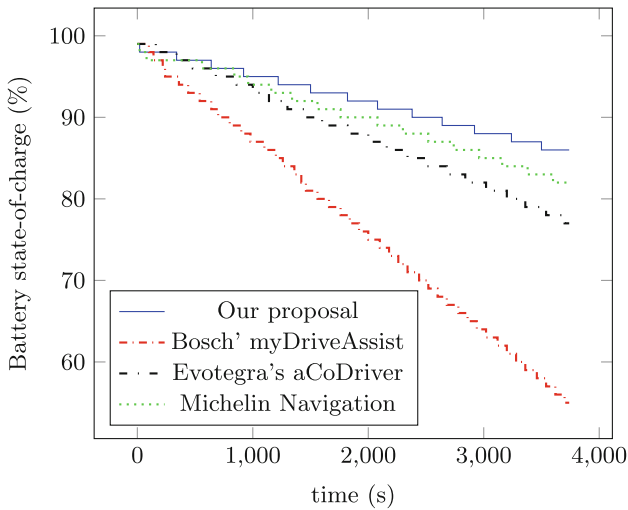 100
90
80
70
60
Battery state-of-charge (%)
Our proposal
Bosch' myDriveAssist
Evotegra's aCoDriver
Michelin Navigation
0 1,000 2,000 3,000 4,000
time (s)